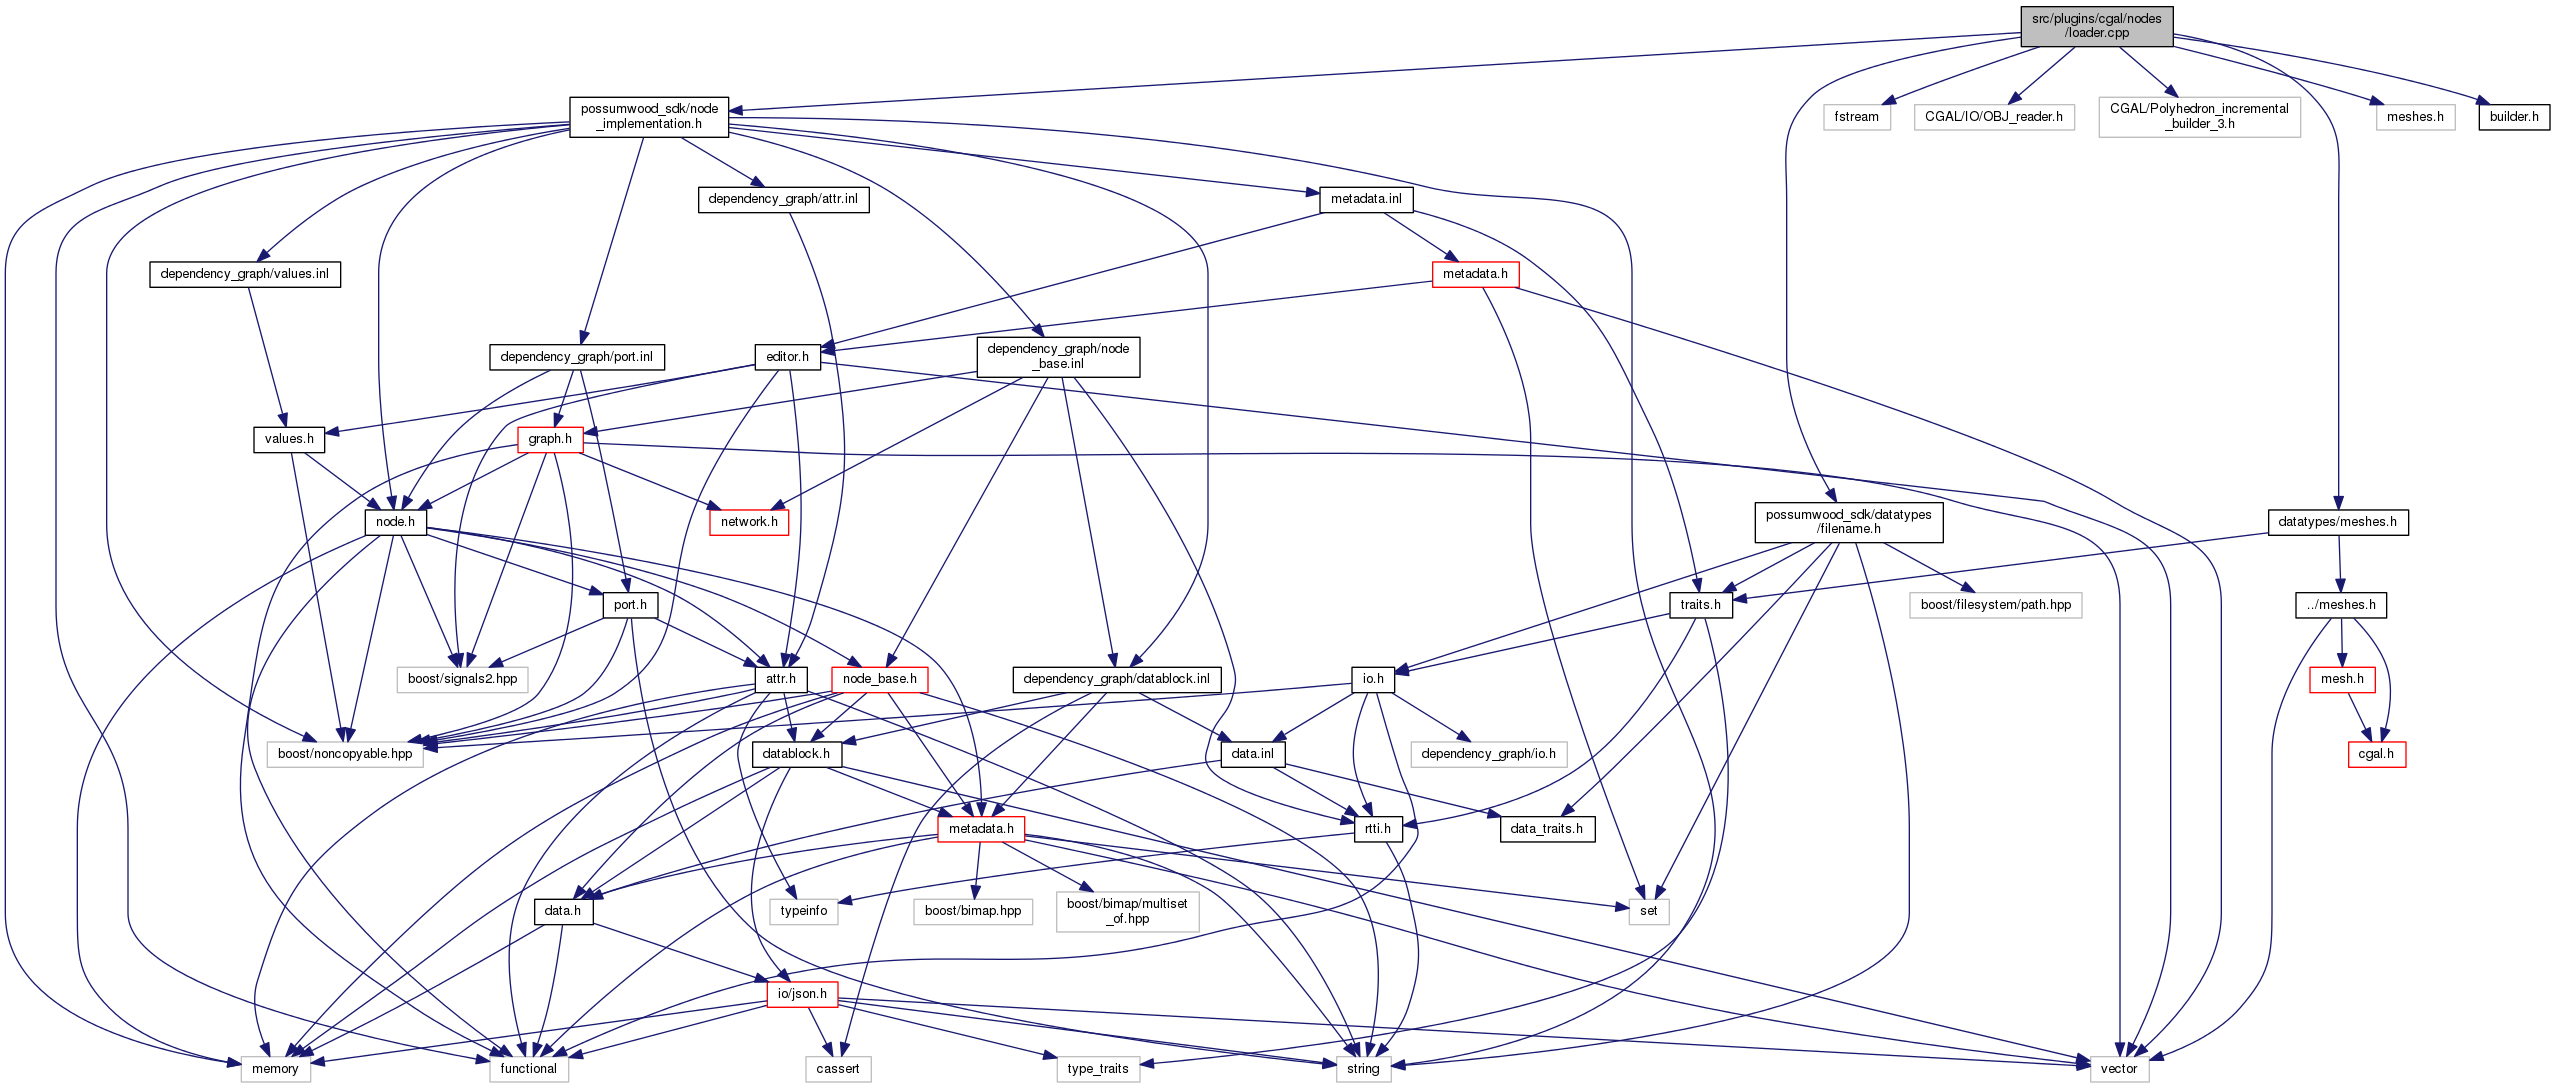 src/plugins/cgal/nodes
/loader.cpp
possumwood_sdk/node
_implementation.h
fstream
CGAL/IO/OBJ_reader.h
CGAL/Polyhedron_incremental
_builder_3.h
meshes.h
builder.h
dependency_graph/attr.inl
metadata.inl
dependency_graph/values.inl
metadata.h
dependency_graph/port.inl
editor.h
dependency_graph/node
_base.inl
values.h
graph.h
node.h
network.h
possumwood_sdk/datatypes
/filename.h
datatypes/meshes.h
port.h
traits.h
boost/filesystem/path.hpp
../meshes.h
boost/signals2.hpp
attr.h
node_base.h
dependency_graph/datablock.inl
io.h
mesh.h
boost/noncopyable.hpp
datablock.h
data.inl
dependency_graph/io.h
cgal.h
metadata.h
rtti.h
data_traits.h
data.h
typeinfo
boost/bimap.hpp
boost/bimap/multiset
_of.hpp
set
io/json.h
memory
functional
cassert
type_traits
string
vector